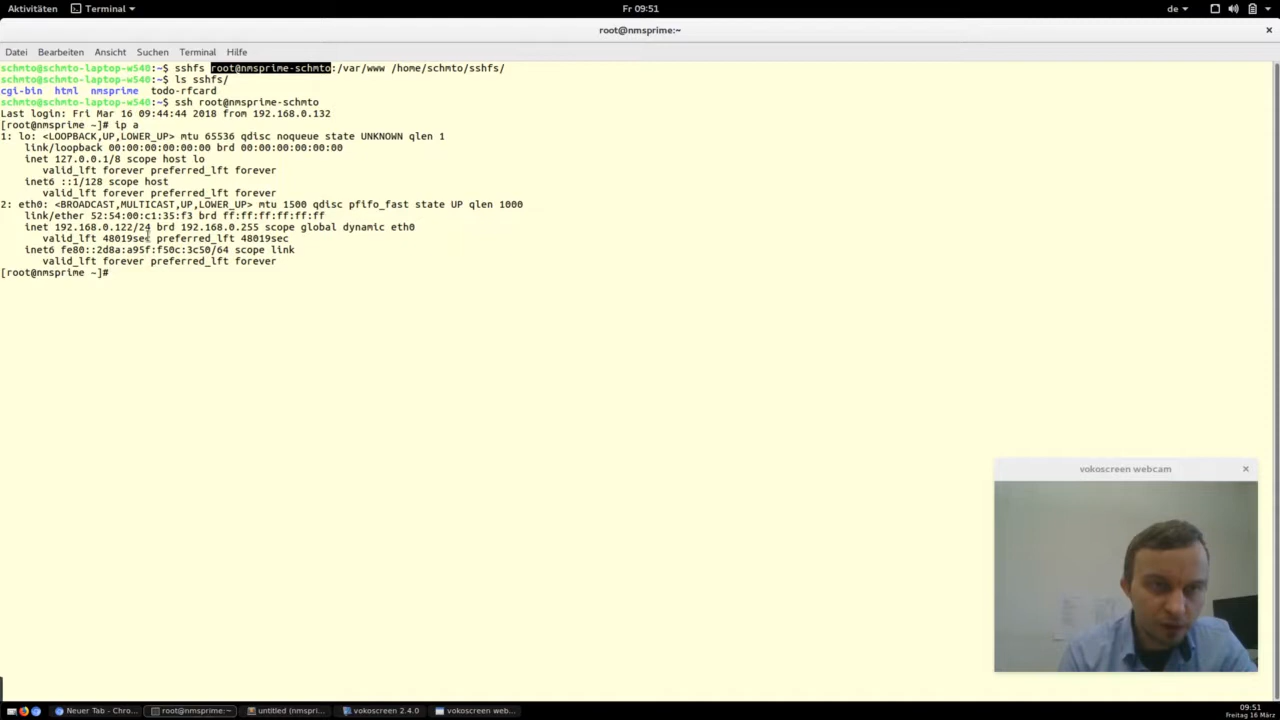 Aktivitäten Terminal Fr 09:51 de
root@nmsprime:~
Datei Bearbeiten Ansicht Suchen Terminal Hilfe
schmto@schmto-laptop-w540:~$ sshfs root@nmsprime-schmto:/var/www /home/schmto/sshfs/
schmto@schmto-laptop-w540:~$ ls sshfs/
cgi-bin html nmsprime todo-rfcard
schmto@schmto-laptop-w540:~$ ssh root@nmsprime-schmto
Last login: Fri Mar 16 09:44:44 2018 from 192.168.0.132
[root@nmsprime ~]# ip a
1: lo: <LOOPBACK,UP,LOWER_UP> mtu 65536 qdisc noqueue state UNKNOWN qlen 1
link/loopback 00:00:00:00:00:00 brd 00:00:00:00:00:00
inet 127.0.0.1/8 scope host lo
valid_lft forever preferred_lft forever
inet6 ::1/128 scope host
valid_lft forever preferred_lft forever
2: eth0: <BROADCAST,MULTICAST,UP,LOWER_UP> mtu 1500 qdisc pfifo_fast state UP qlen 1000
link/ether 52:54:00:c1:35:f3 brd ff:ff:ff:ff:ff:ff
inet 192.168.0.122/24 brd 192.168.0.255 scope global dynamic eth0
valid_lft 48019sec preferred_lft 48019sec
inet6 fe80::2d8a:a95f:f50c:3c50/64 scope link
valid_lft forever preferred_lft forever
[root@nmsprime ~]#
vokoscreen webcam
Neuer Tab - Chro... root@nmsprime:~ untitled (nmspri... vokoscreen 2.4.0 vokoscreen web... 09:51
Freitag 16 März